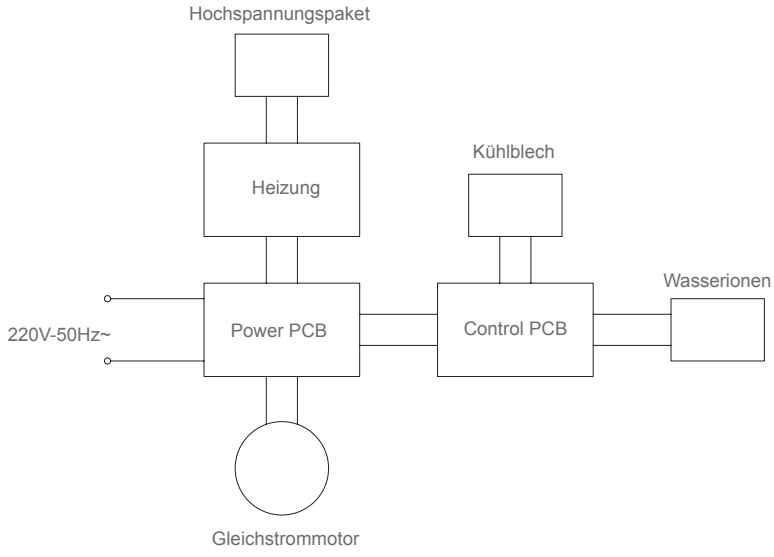 Hochspannungspaket
Kühlblech
Heizung
Wasserionen
220V-50Hz~
Power PCB
Control PCB
Gleichstrommotor